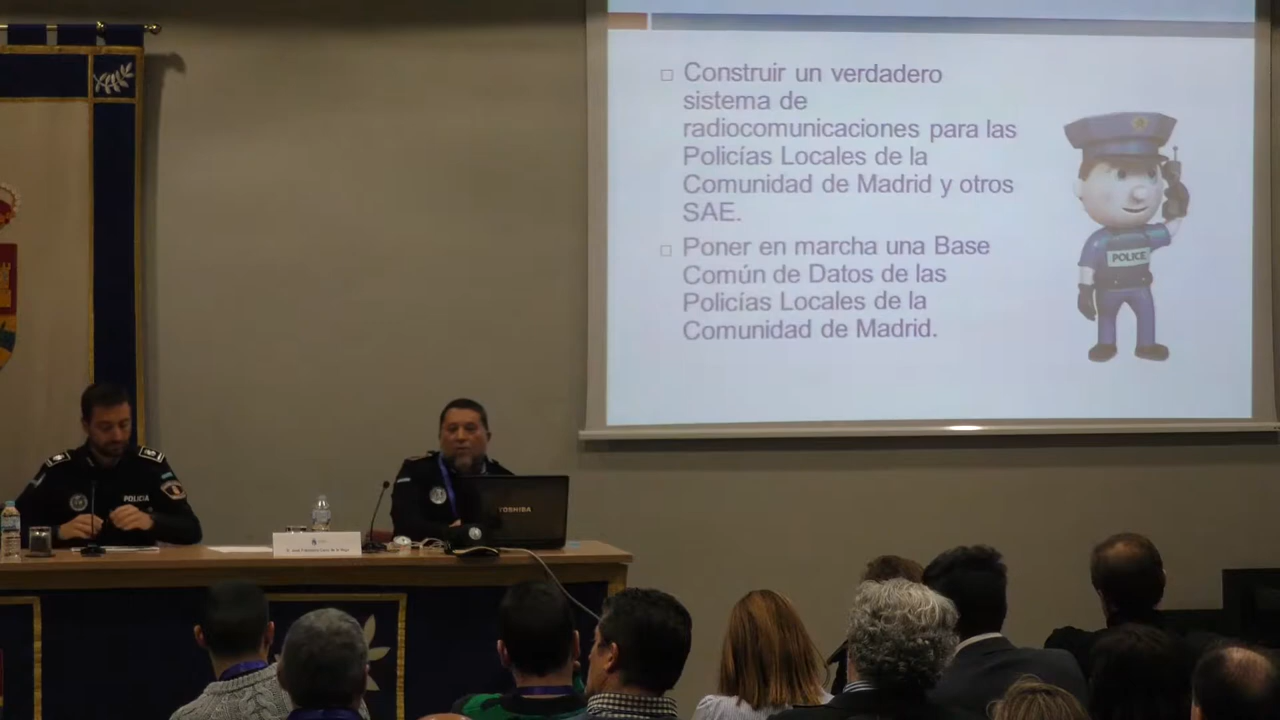 □ Construir un verdadero
sistema de
radiocomunicaciones para las
Policías Locales de la
Comunidad de Madrid y otros
SAE.
□ Poner en marcha una Base
Común de Datos de las
Policías Locales de la
Comunidad de Madrid.
POLICE
POLICIA
TOSHIBA